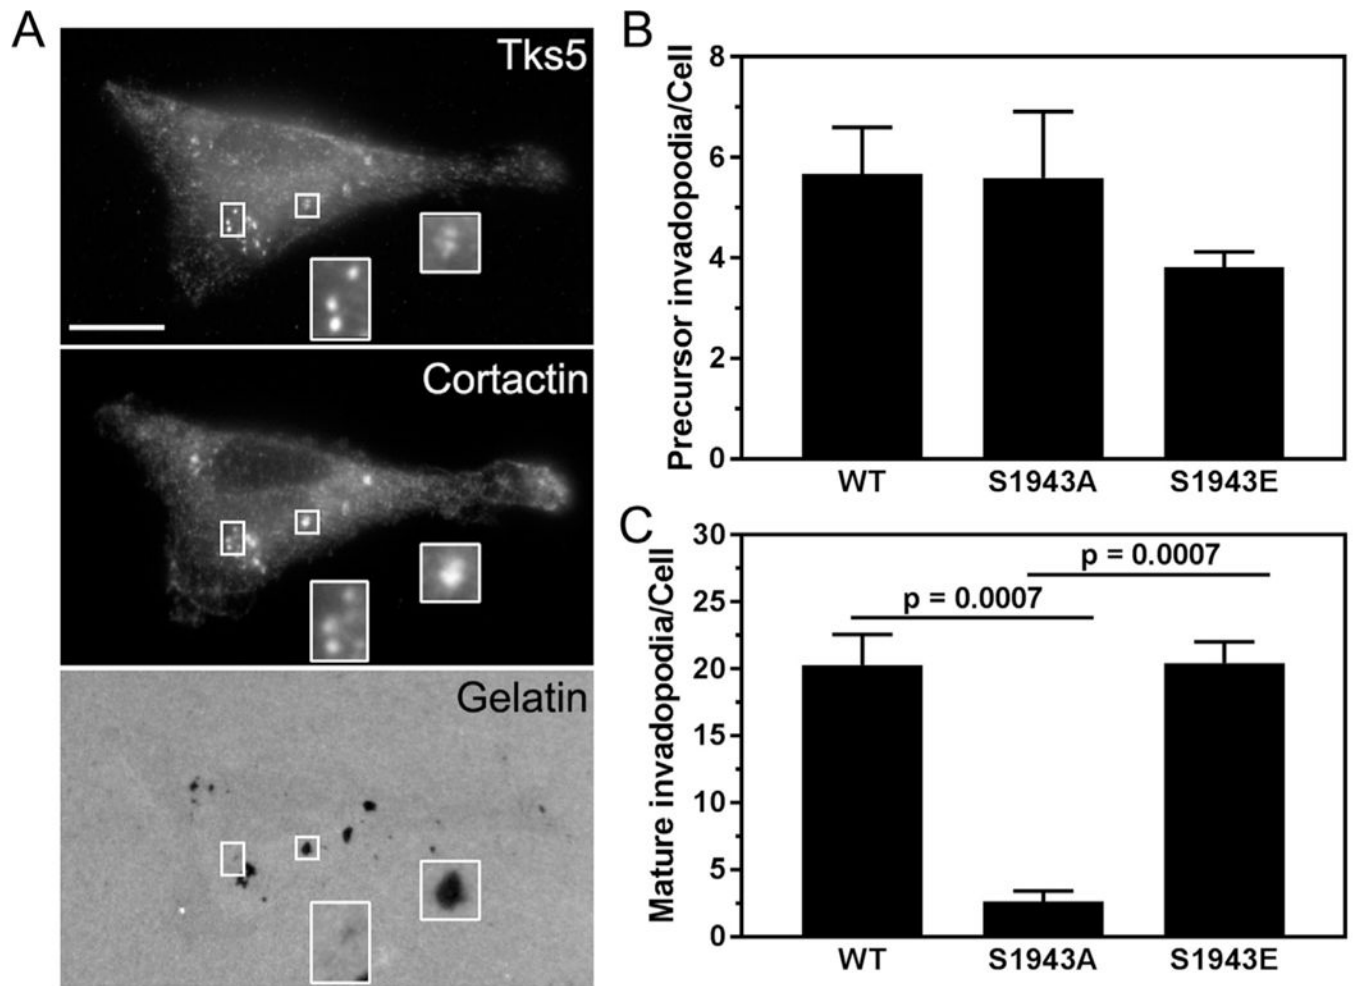 A
Tks5
Cortactin
Gelatin
B
Precursor invadopodia/Cell
8
6
4
2
0
WT S1943A S1943E
C
Mature invadopodia/Cell
30
25
20
15
10
5
0
p = 0.0007
p = 0.0007
WT S1943A S1943E